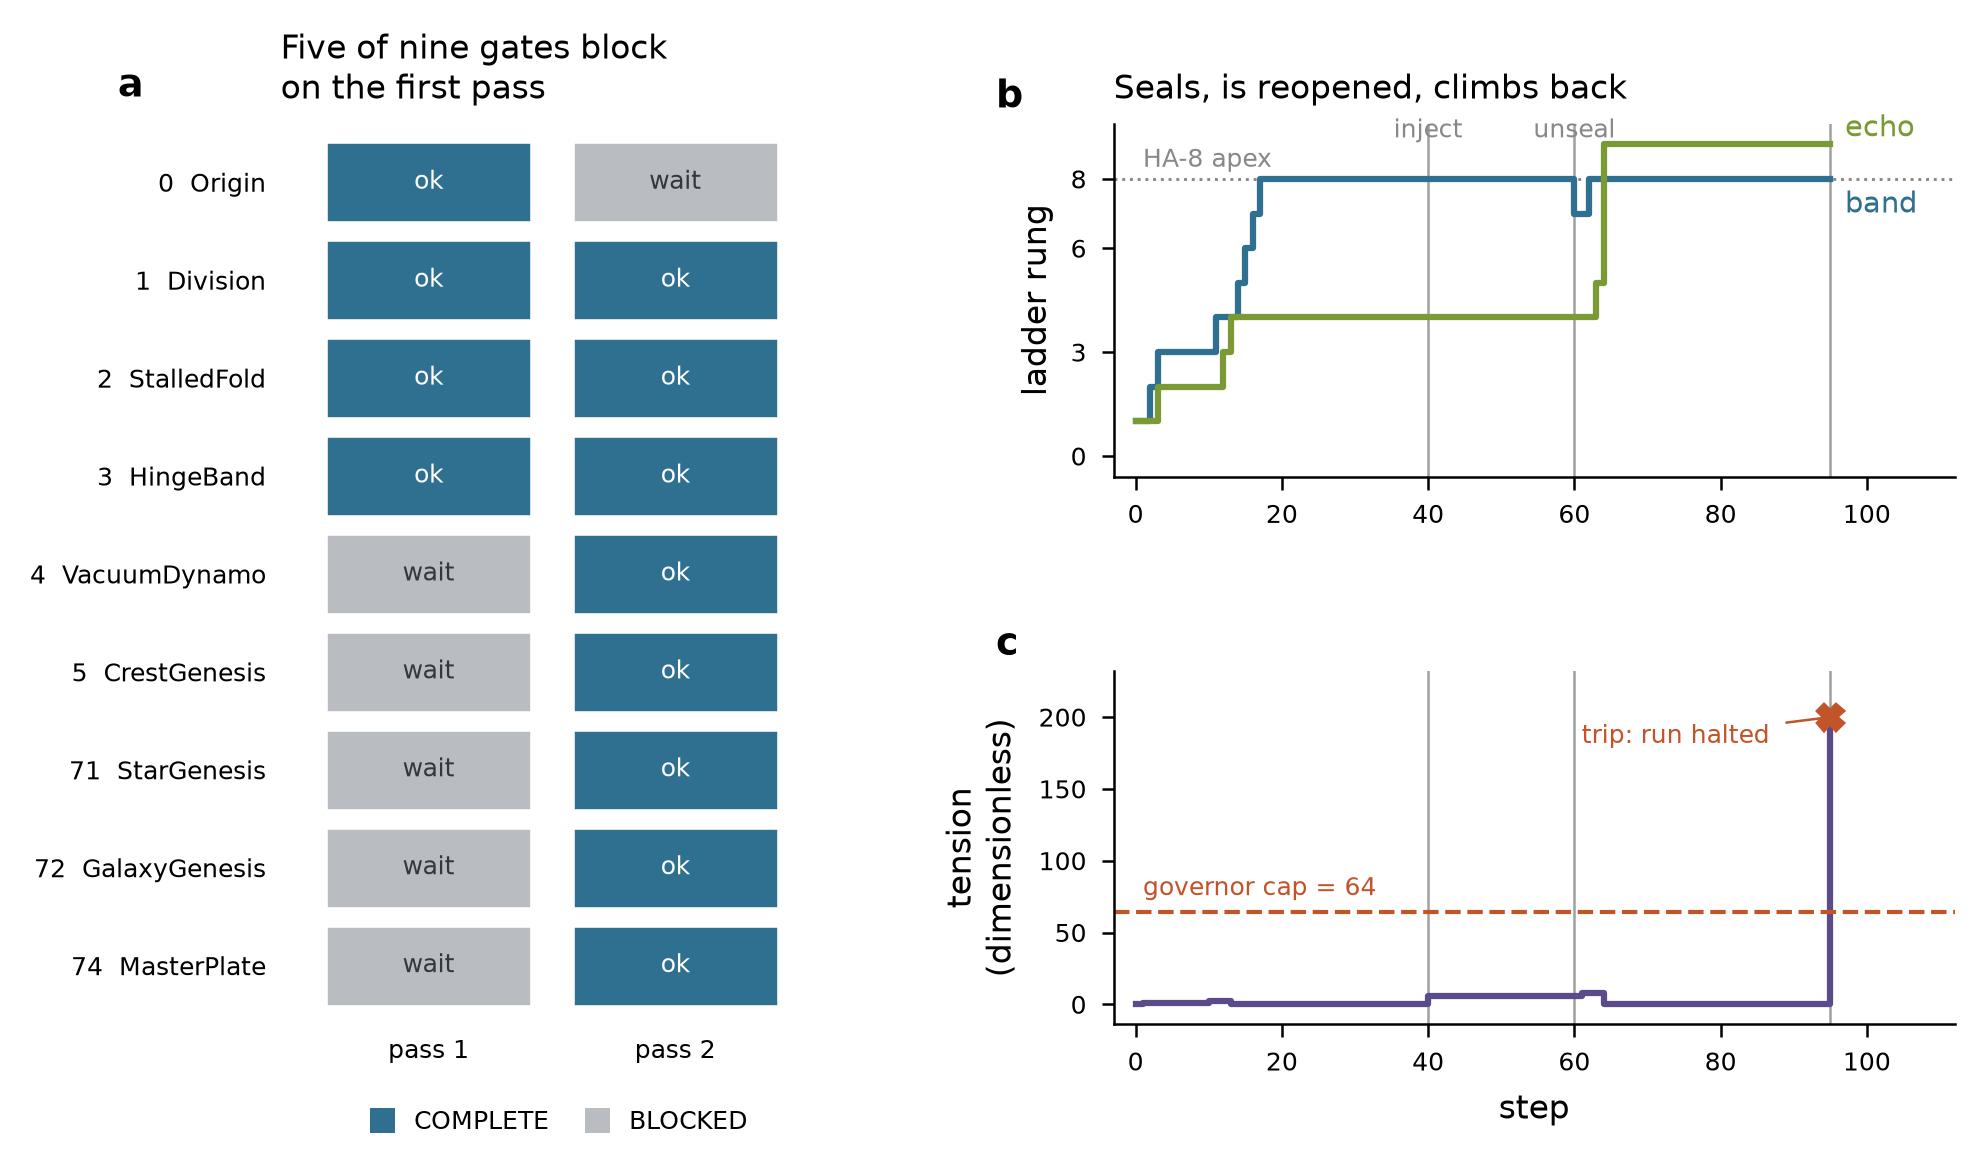 a
Five of nine gates block
on the first pass
0 Origin ok wait
1 Division ok ok
2 StalledFold ok ok
3 HingeBand ok ok
4 VacuumDynamo wait ok
5 CrestGenesis wait ok
71 StarGenesis wait ok
72 GalaxyGenesis wait ok
74 MasterPlate wait ok
pass 1 pass 2
COMPLETE BLOCKED
b
Seals, is reopened, climbs back
inject unseal
echo
HA-8 apex
band
ladder rung
8
6
3
0
0 20 40 60 80 100
c
tension
(dimensionless)
200
150
100
50
0
trip: run halted
governor cap = 64
0 20 40 60 80 100
step